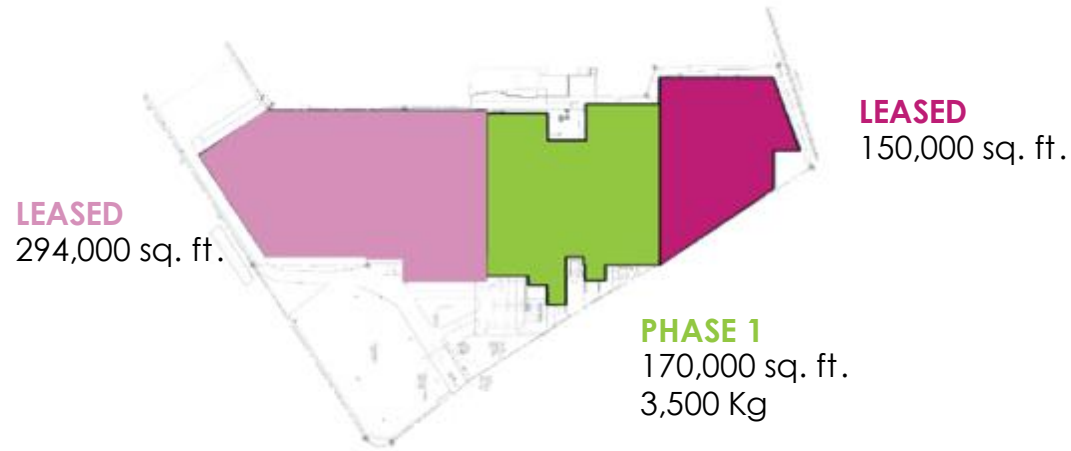 LEASED
150,000 sq. ft.
LEASED
294,000 sq. ft.
PHASE 1
170,000 sq. ft.
3,500 Kg